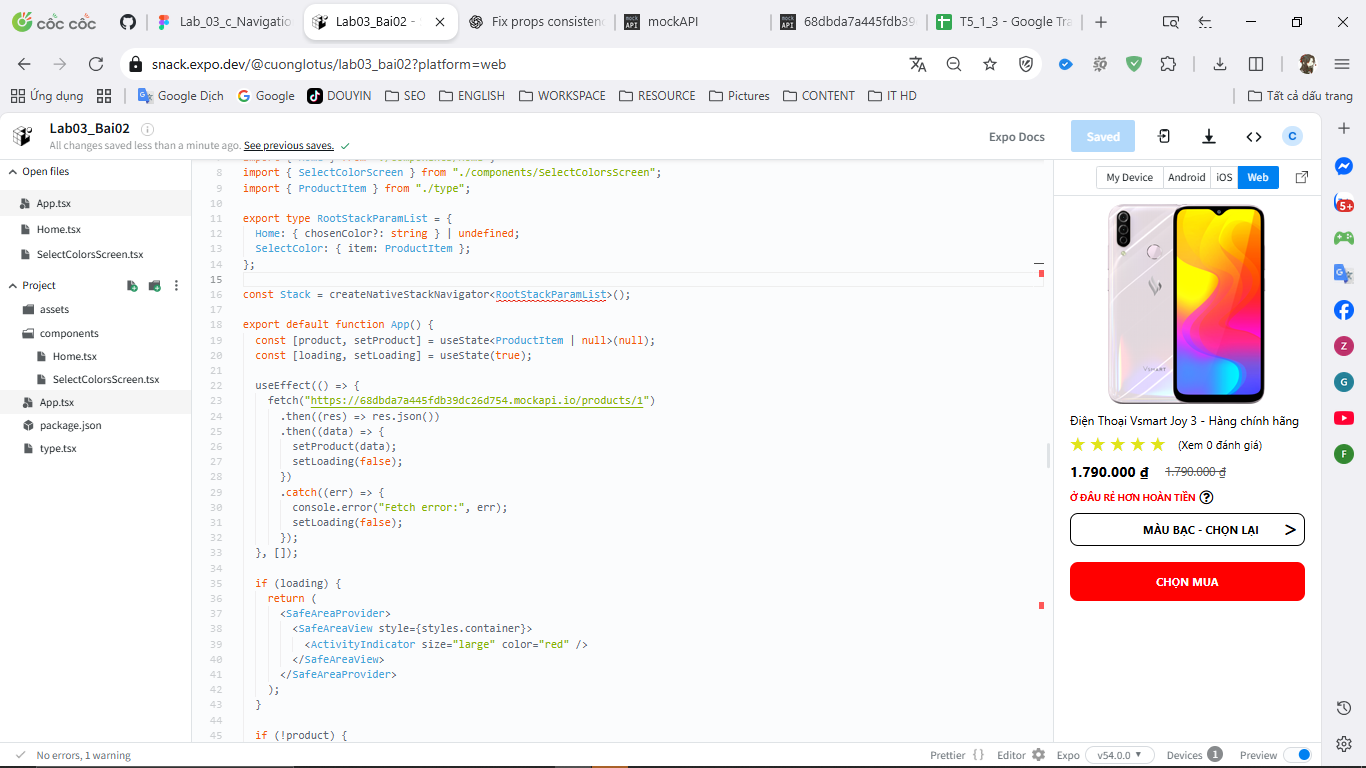 cốc cốc
Lab_03_c_Navigatio
Lab03_Bai02 -
Fix props consisten
mockAPI
68dbda7a445fdb39
T5_1_3 - Google Tra
snack.expo.dev/@cuonglotus/lab03_bai02?platform=web
Ứng dụng
Google Dịch
Google
DOUYIN
SEO
ENGLISH
WORKSPACE
RESOURCE
Pictures
CONTENT
IT HD
Tất cả dấu trang
Lab03_Bai02
All changes saved less than a minute ago. See previous saves.
Expo Docs
Saved
C
Open files
App.tsx
Home.tsx
SelectColorsScreen.tsx
Project
assets
components
Home.tsx
SelectColorsScreen.tsx
App.tsx
package.json
type.tsx
8 import { SelectColorScreen } from "./components/SelectColorsScreen";
9 import { ProductItem } from "./type";
10
11 export type RootStackParamList = {
12 Home: { chosenColor?: string } | undefined;
13 SelectColor: { item: ProductItem };
14 };
15
16 const Stack = createNativeStackNavigator<RootStackParamList>();
17
18 export default function App() {
19 const [product, setProduct] = useState<ProductItem | null>(null);
20 const [loading, setLoading] = useState(true);
21
22 useEffect(() => {
23 fetch("https://68dbda7a445fdb39dc26d754.mockapi.io/products/1")
24 .then((res) => res.json())
25 .then((data) => {
26 setProduct(data);
27 setLoading(false);
28 })
29 .catch((err) => {
30 console.error("Fetch error:", err);
31 setLoading(false);
32 });
33 }, []);
34
35 if (loading) {
36 return (
37 <SafeAreaProvider>
38 <SafeAreaView style={styles.container}>
39 <ActivityIndicator size="large" color="red" />
40 </SafeAreaView>
41 </SafeAreaProvider>
42 );
43 }
44
45 if (!product) {
My Device
Android
iOS
Web
VSMART
Điện Thoại Vsmart Joy 3 - Hàng chính hãng
(Xem 0 đánh giá)
1.790.000 ₫ 1.790.000 ₫
Ở ĐÂU RẺ HƠN HOÀN TIỀN ?
MÀU BẠC - CHỌN LẠI >
CHỌN MUA
5+
Z
G
F
No errors, 1 warning
Prettier { }
Editor
Expo
v54.0.0
Devices 1
Preview